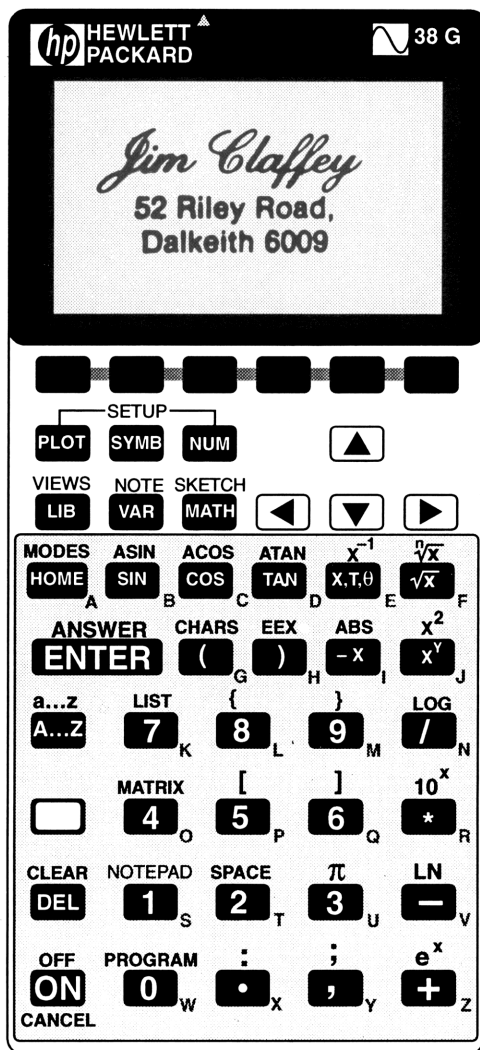 hp HEWLETT PACKARD 38 G
Jim Claffey
52 Riley Road,
Dalkeith 6009
SETUP
PLOT SYMB NUM ▲
VIEWS NOTE SKETCH
LIB VAR MATH ◀ ▼ ▶
MODES ASIN ACOS ATAN x⁻¹ ⁿ√x
HOME A SIN B COS C TAN D X,T,θ E √x F
ANSWER CHARS EEX ABS x²
ENTER ( G ) H –X I Xʸ J
a...z LIST { } LOG
A...Z 7 K 8 L 9 M / N
MATRIX [ ] 10ˣ
4 O 5 P 6 Q * R
CLEAR NOTEPAD SPACE π LN
DEL 1 S 2 T 3 U – V
OFF PROGRAM : ; eˣ
ON 0 W • X , Y + Z
CANCEL